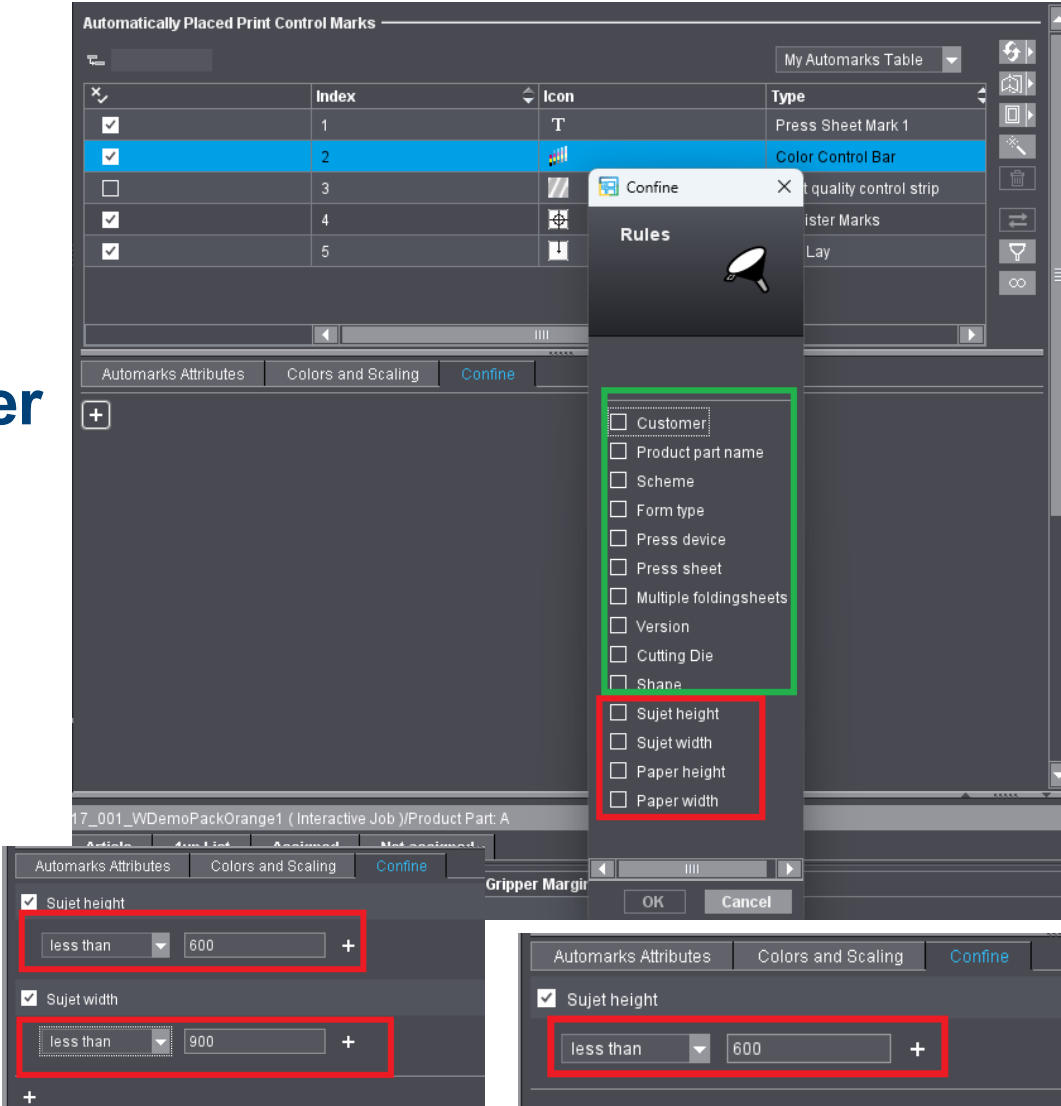 Automatically Placed Print Control Marks
My Automarks Table
Index Icon Type
1 T Press Sheet Mark 1
2 Color Control Bar
3 t quality control strip
4 ister Marks
5 Lay
Confine
Rules
Automarks Attributes Colors and Scaling Confine
er
Customer
Product part name
Scheme
Form type
Press device
Press sheet
Multiple foldingsheets
Version
Cutting Die
Shape
Sujet height
Sujet width
Paper height
Paper width
OK Cancel
17_001_WDemoPackOrange1 ( Interactive Job )/Product Part: A
Gripper Margin
Automarks Attributes Colors and Scaling Confine
Sujet height
less than 600 +
Sujet width
less than 900 +
+
Automarks Attributes Colors and Scaling Confine
Sujet height
less than 600 +